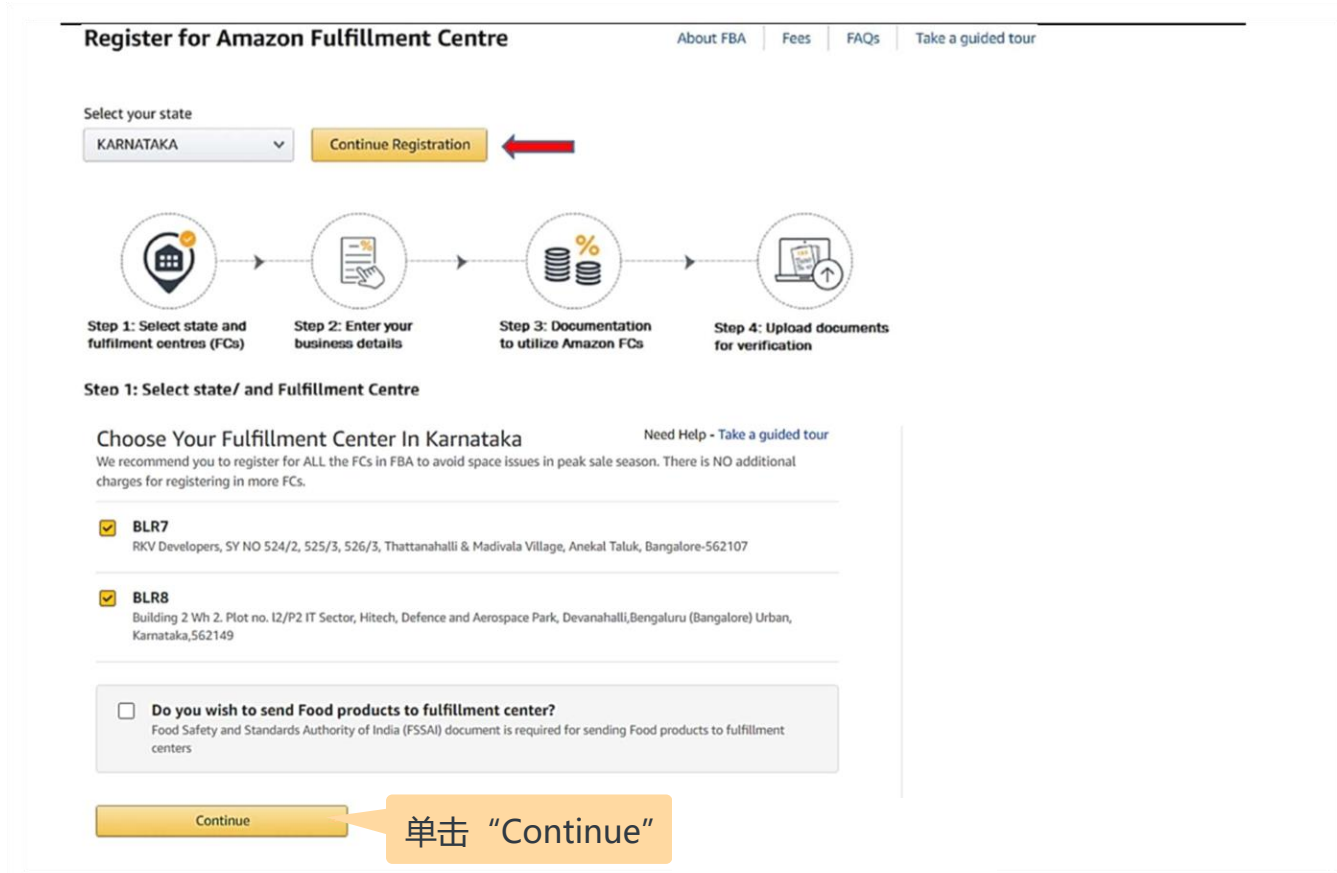 Register for Amazon Fulfillment Centre
About FBA
Fees
FAQs
Take a guided tour
Select your state
KARNATAKA
Continue Registration
Step 1: Select state and
fulfilment centres (FCs)
Step 2: Enter your
business details
Step 3: Documentation
to utilize Amazon FCs
Step 4: Upload documents
for verification
Step 1: Select state/ and Fulfillment Centre
Choose Your Fulfillment Center In Karnataka
Need Help - Take a guided tour
We recommend you to register for ALL the FCs in FBA to avoid space issues in peak sale season. There is NO additional
charges for registering in more FCs.
BLR7
RKV Developers, SY NO 524/2, 525/3, 526/3, Thattanahalli & Madivala Village, Anekal Taluk, Bangalore-562107
BLR8
Building 2 Wh 2. Plot no. I2/P2 IT Sector, Hitech, Defence and Aerospace Park, Devanahalli,Bengaluru (Bangalore) Urban,
Karnataka,562149
Do you wish to send Food products to fulfillment center?
Food Safety and Standards Authority of India (FSSAI) document is required for sending Food products to fulfillment
centers
Continue
单击“Continue”